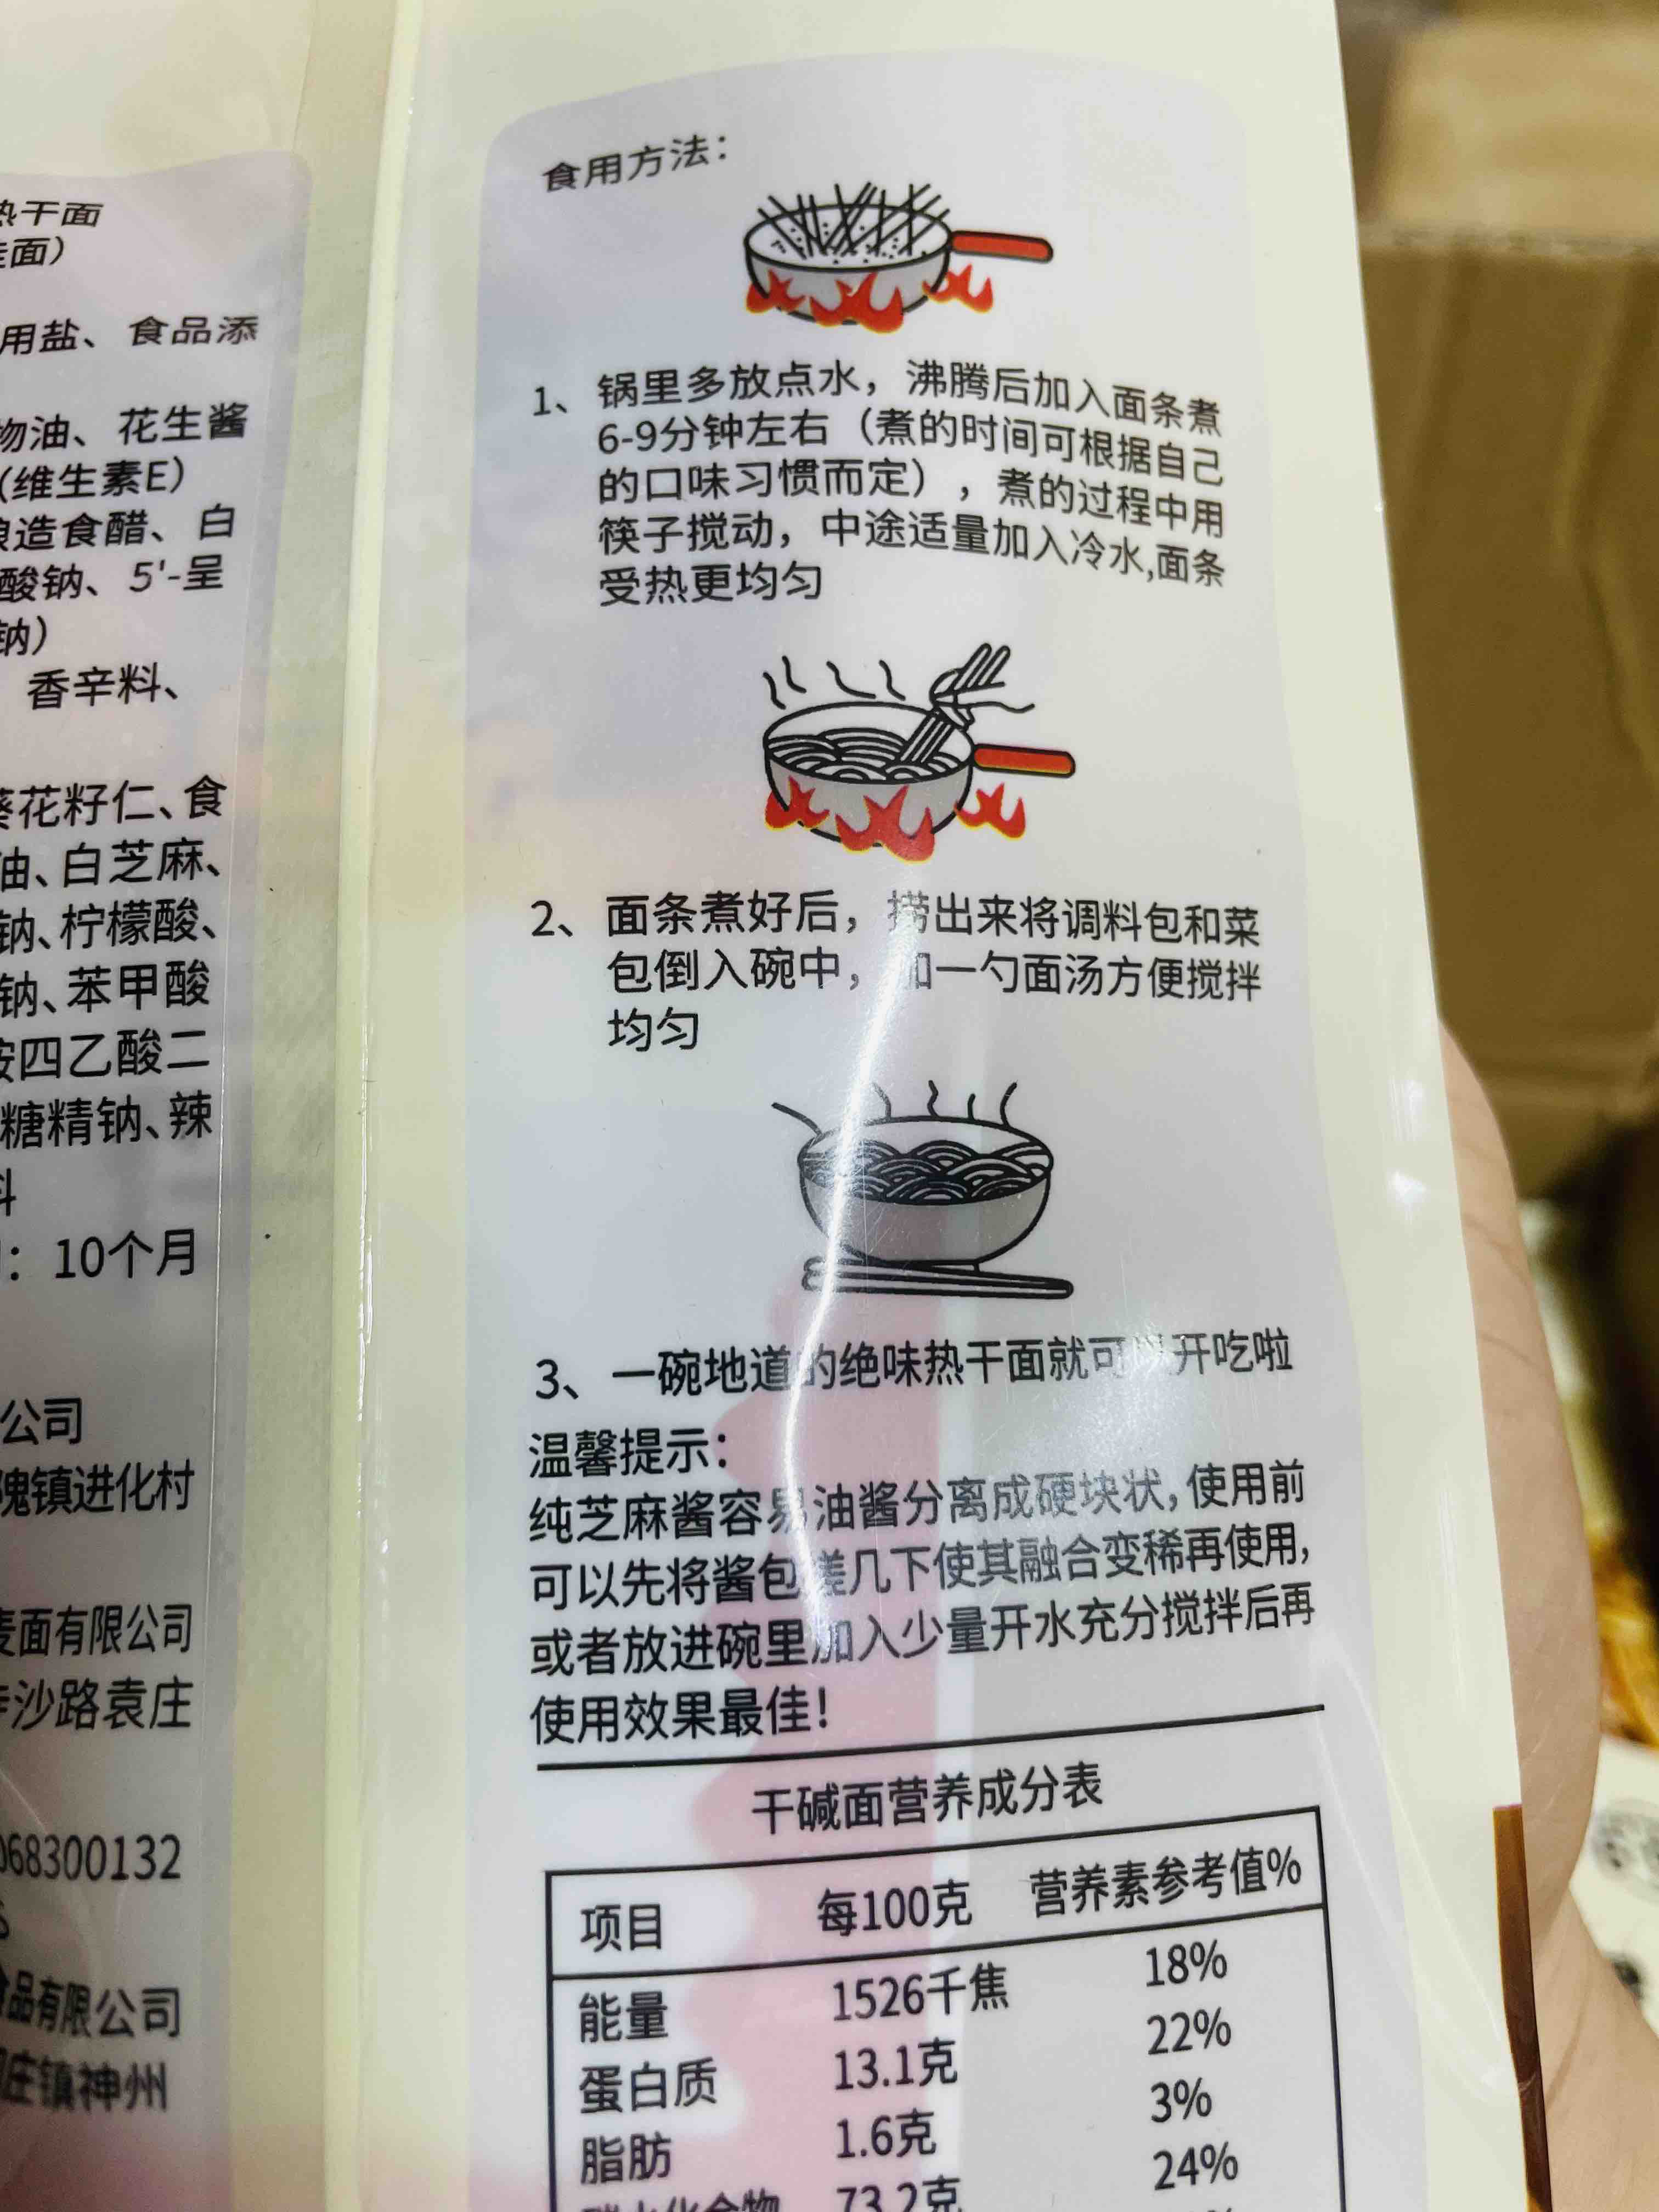 热干面
面）
用盐、食品添
物油、花生酱
（维生素E）
酿造食醋、白
酸钠、5'-呈
钠）
香辛料、
葵花籽仁、食
油、白芝麻、
钠、柠檬酸、
钠、苯甲酸
胺四乙酸二
糖精钠、辣
料
：10个月
公司
槐镇进化村
麦面有限公司
沙路袁庄
068300132
食品有限公司
庄镇神州
食用方法：
1、锅里多放点水，沸腾后加入面条煮
6-9分钟左右（煮的时间可根据自己
的口味习惯而定），煮的过程中用
筷子搅动，中途适量加入冷水,面条
受热更均匀
2、面条煮好后，捞出来将调料包和菜
包倒入碗中，加一勺面汤方便搅拌
均匀
3、一碗地道的绝味热干面就可以开吃啦
温馨提示：
纯芝麻酱容易油酱分离成硬块状，使用前
可以先将酱包搓几下使其融合变稀再使用，
或者放进碗里加入少量开水充分搅拌后再
使用效果最佳！
干碱面营养成分表
项目 每100克 营养素参考值%
能量 1526千焦 18%
蛋白质 13.1克 22%
脂肪 1.6克 3%
碳水化合物 73.2克 24%